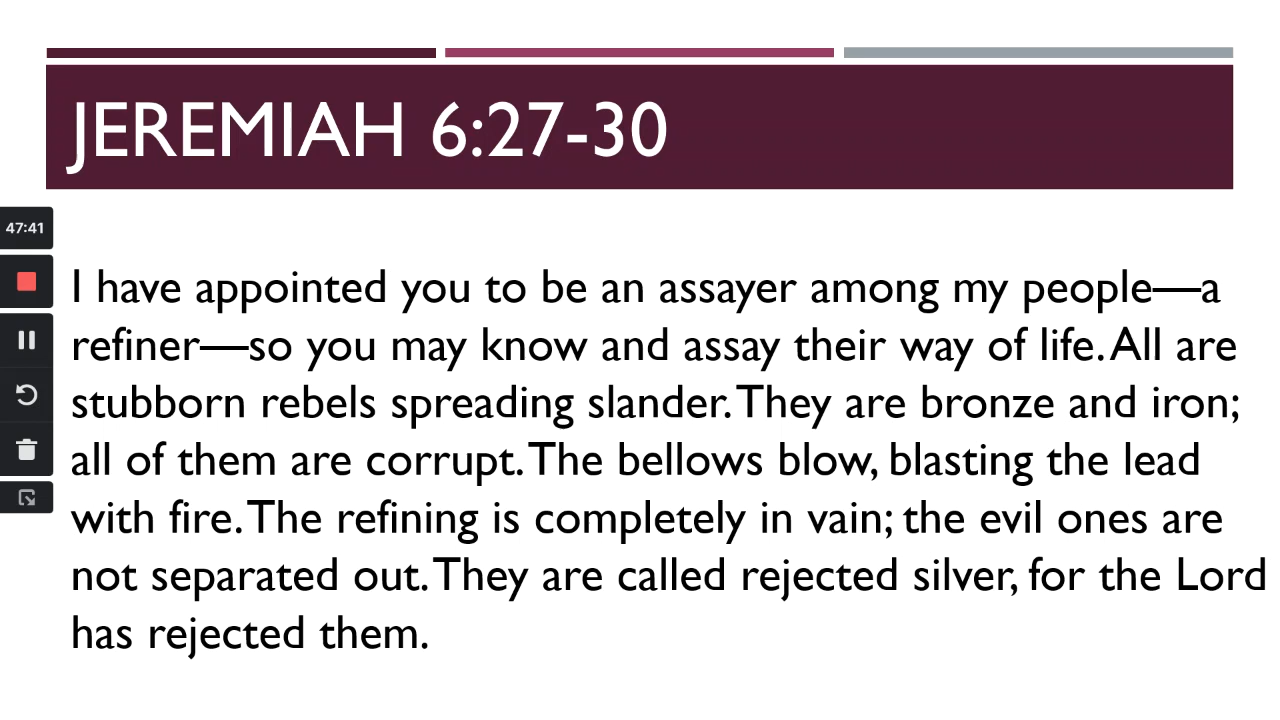 JEREMIAH 6:27-30
47:41
I have appointed you to be an assayer among my people—a
refiner—so you may know and assay their way of life. All are
stubborn rebels spreading slander. They are bronze and iron;
all of them are corrupt. The bellows blow, blasting the lead
with fire. The refining is completely in vain; the evil ones are
not separated out. They are called rejected silver, for the Lord
has rejected them.